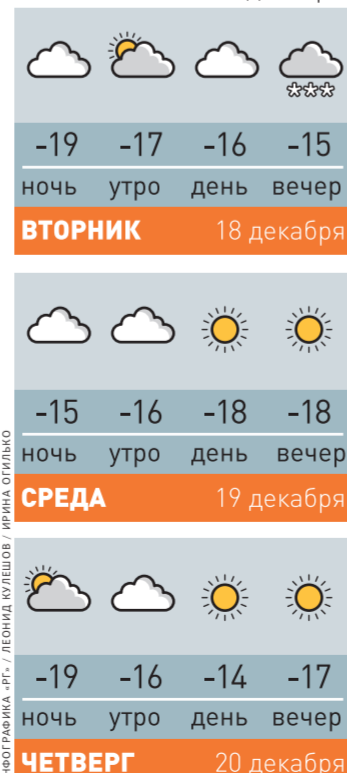 -19 -17 -16 -15
ночь утро день вечер
ВТОРНИК 18 декабря
-15 -16 -18 -18
ночь утро день вечер
СРЕДА 19 декабря
-19 -16 -14 -17
ночь утро день вечер
ЧЕТВЕРГ 20 декабря
«РГ» / ЛЕОНИД КУЛЕШОВ / ИРИНА ОГИЛЬКО